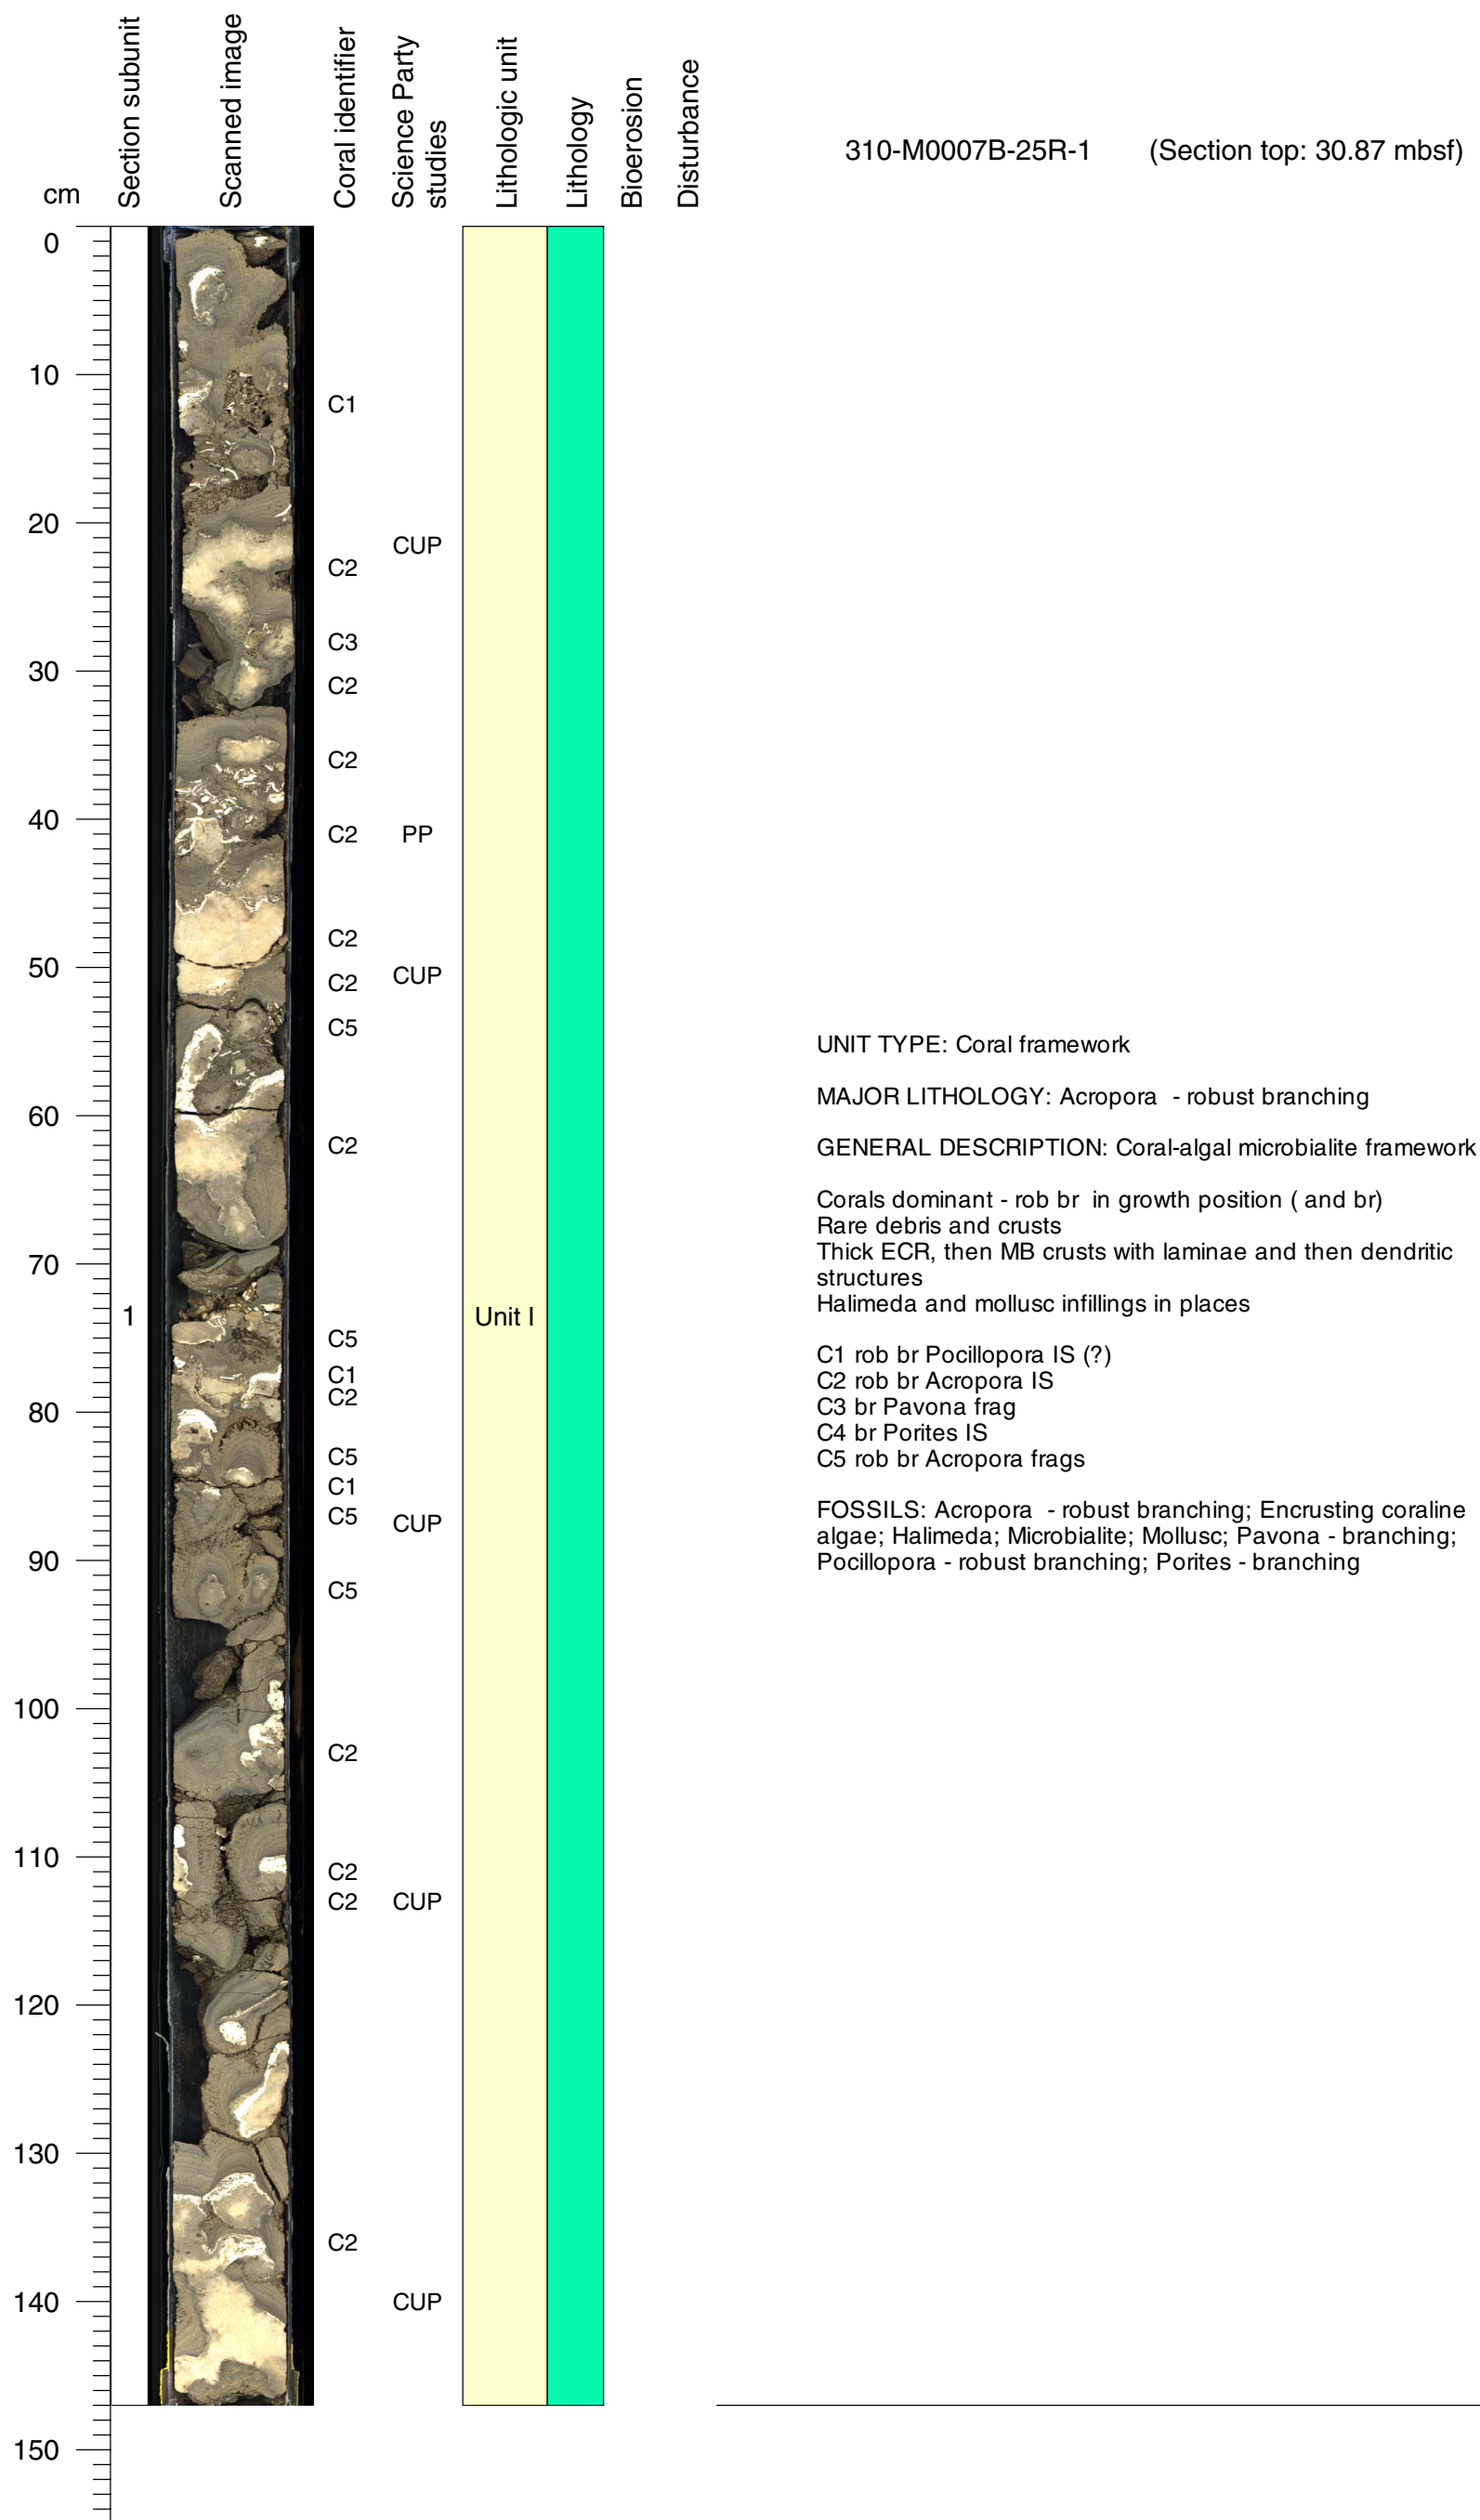 Section subunit
Scanned image
Coral identifier
Science Party
studies
Lithologic unit
Lithology
Bioerosion
Disturbance
310-M0007B-25R-1 (Section top: 30.87 mbsf)
cm
0
10
C1
20
CUP
C2
C3
30
C2
C2
40
C2 PP
C2
50
CUP
C2
C5
60
C2
70
1
Unit I
C5
C1
C2
80
C5
C1
C5
CUP
90
C5
100
C2
110
C2
C2 CUP
120
130
C2
140
CUP
150
UNIT TYPE: Coral framework
MAJOR LITHOLOGY: Acropora - robust branching
GENERAL DESCRIPTION: Coral-algal microbialite framework
Corals dominant - rob br in growth position ( and br)
Rare debris and crusts
Thick ECR, then MB crusts with laminae and then dendritic
structures
Halimeda and mollusc infillings in places
C1 rob br Pocillopora IS (?)
C2 rob br Acropora IS
C3 br Pavona frag
C4 br Porites IS
C5 rob br Acropora frags
FOSSILS: Acropora - robust branching; Encrusting coraline
algae; Halimeda; Microbialite; Mollusc; Pavona - branching;
Pocillopora - robust branching; Porites - branching